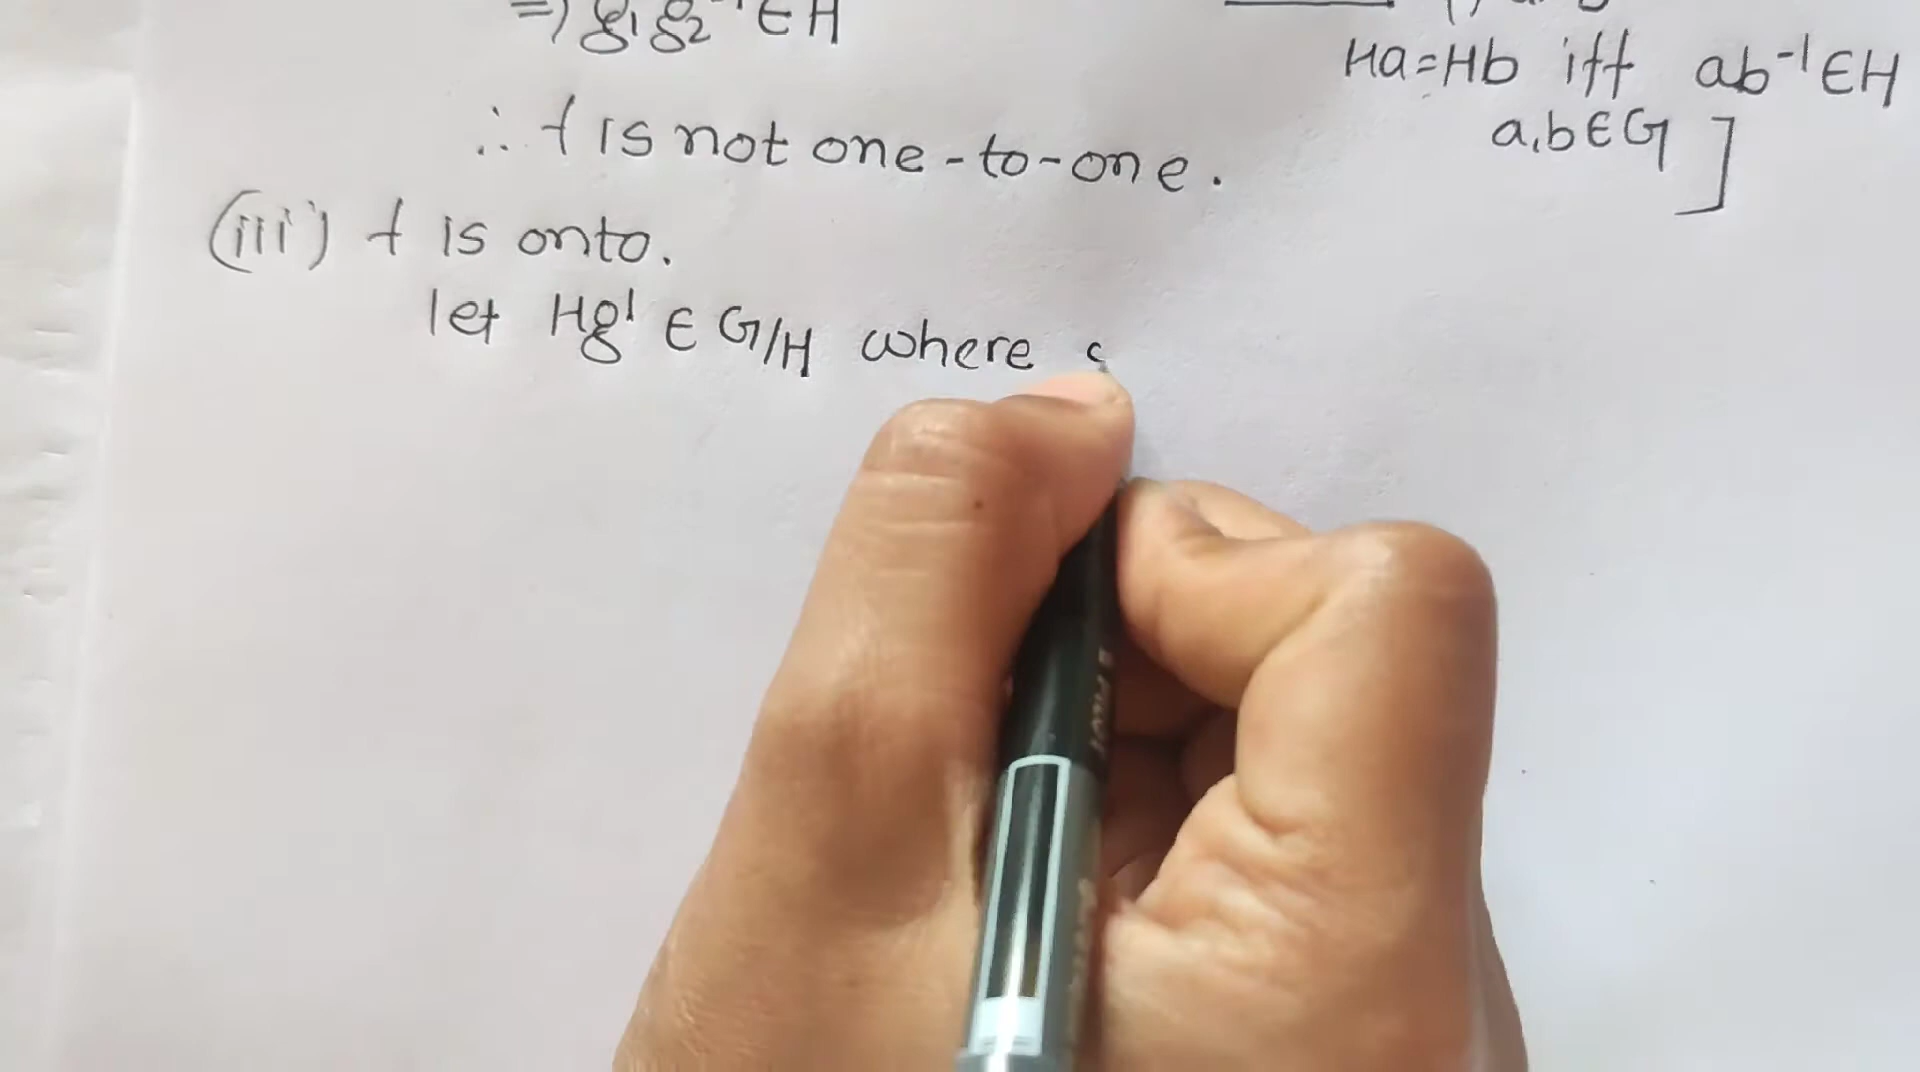 =) g₁g₂⁻¹ ∈ H
Ha=Hb iff ab⁻¹ ∈ H
a,b ∈ G ]
∴ f is not one-to-one.
(iii) f is onto.
let Hg' ∈ G/H where